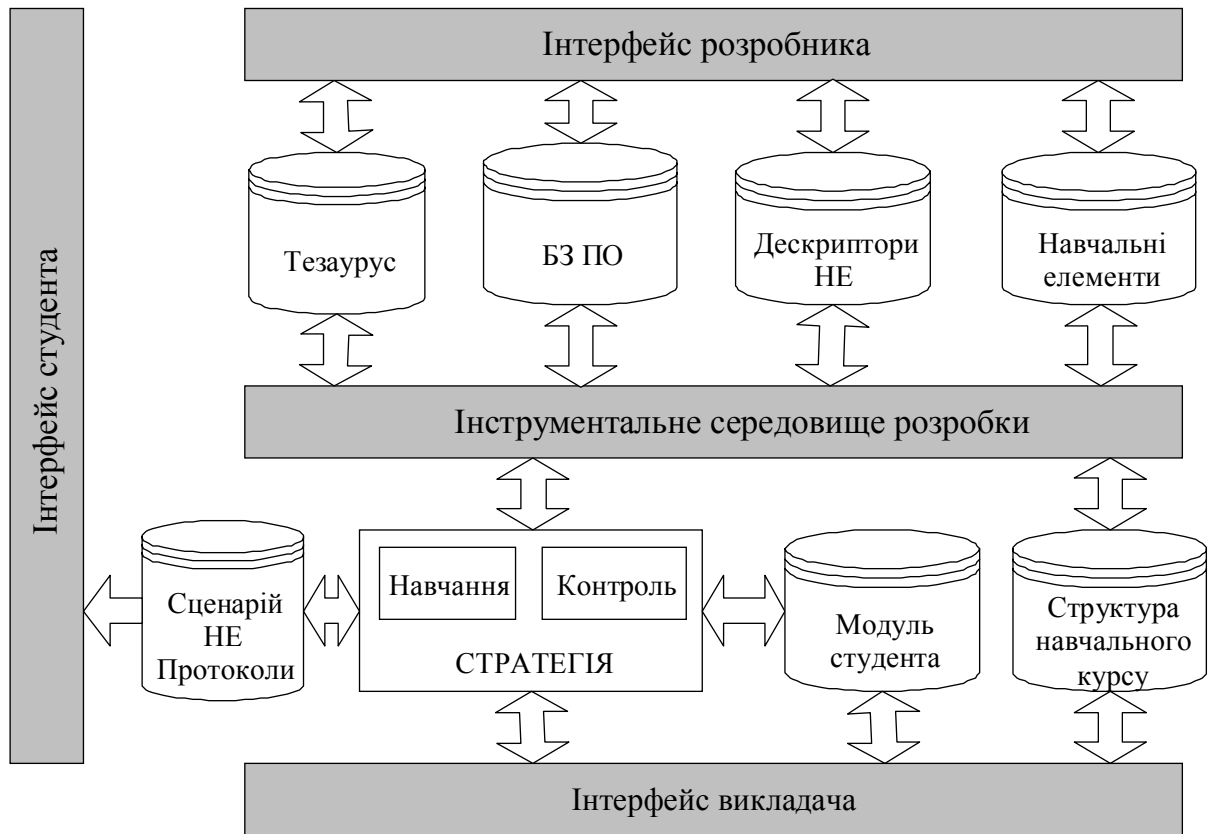 Інтерфейс студента
Інтерфейс розробника
Тезаурус
БЗ ПО
Дескриптори
НЕ
Навчальні
елементи
Інструментальне середовище розробки
Сценарій
НЕ
Протоколи
Навчання
Контроль
СТРАТЕГІЯ
Модуль
студента
Структура
навчального
курсу
Інтерфейс викладача